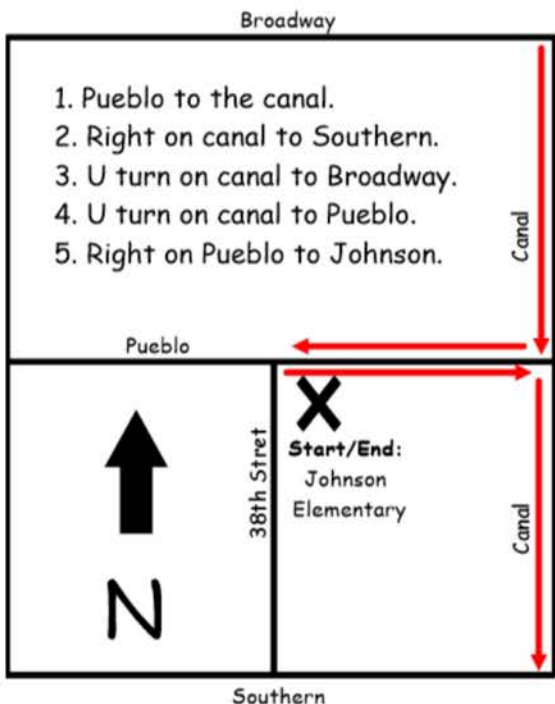 Broadway
1. Pueblo to the canal.
2. Right on canal to Southern.
3. U turn on canal to Broadway.
4. U turn on canal to Pueblo.
5. Right on Pueblo to Johnson.
Canal
Pueblo
X
Start/End:
Johnson
Elementary
38th Stret
Canal
N
Southern